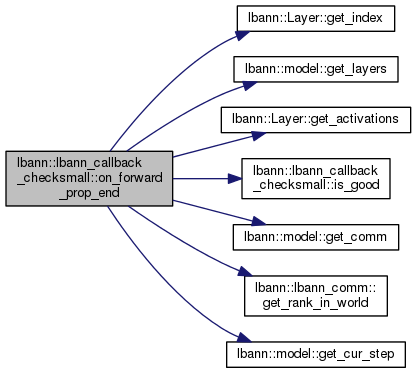 lbann::lbann_callback
_checksmall::on_forward
_prop_end
lbann::Layer::get_index
lbann::model::get_layers
lbann::Layer::get_activations
lbann::lbann_callback
_checksmall::is_good
lbann::model::get_comm
lbann::lbann_comm::
get_rank_in_world
lbann::model::get_cur_step